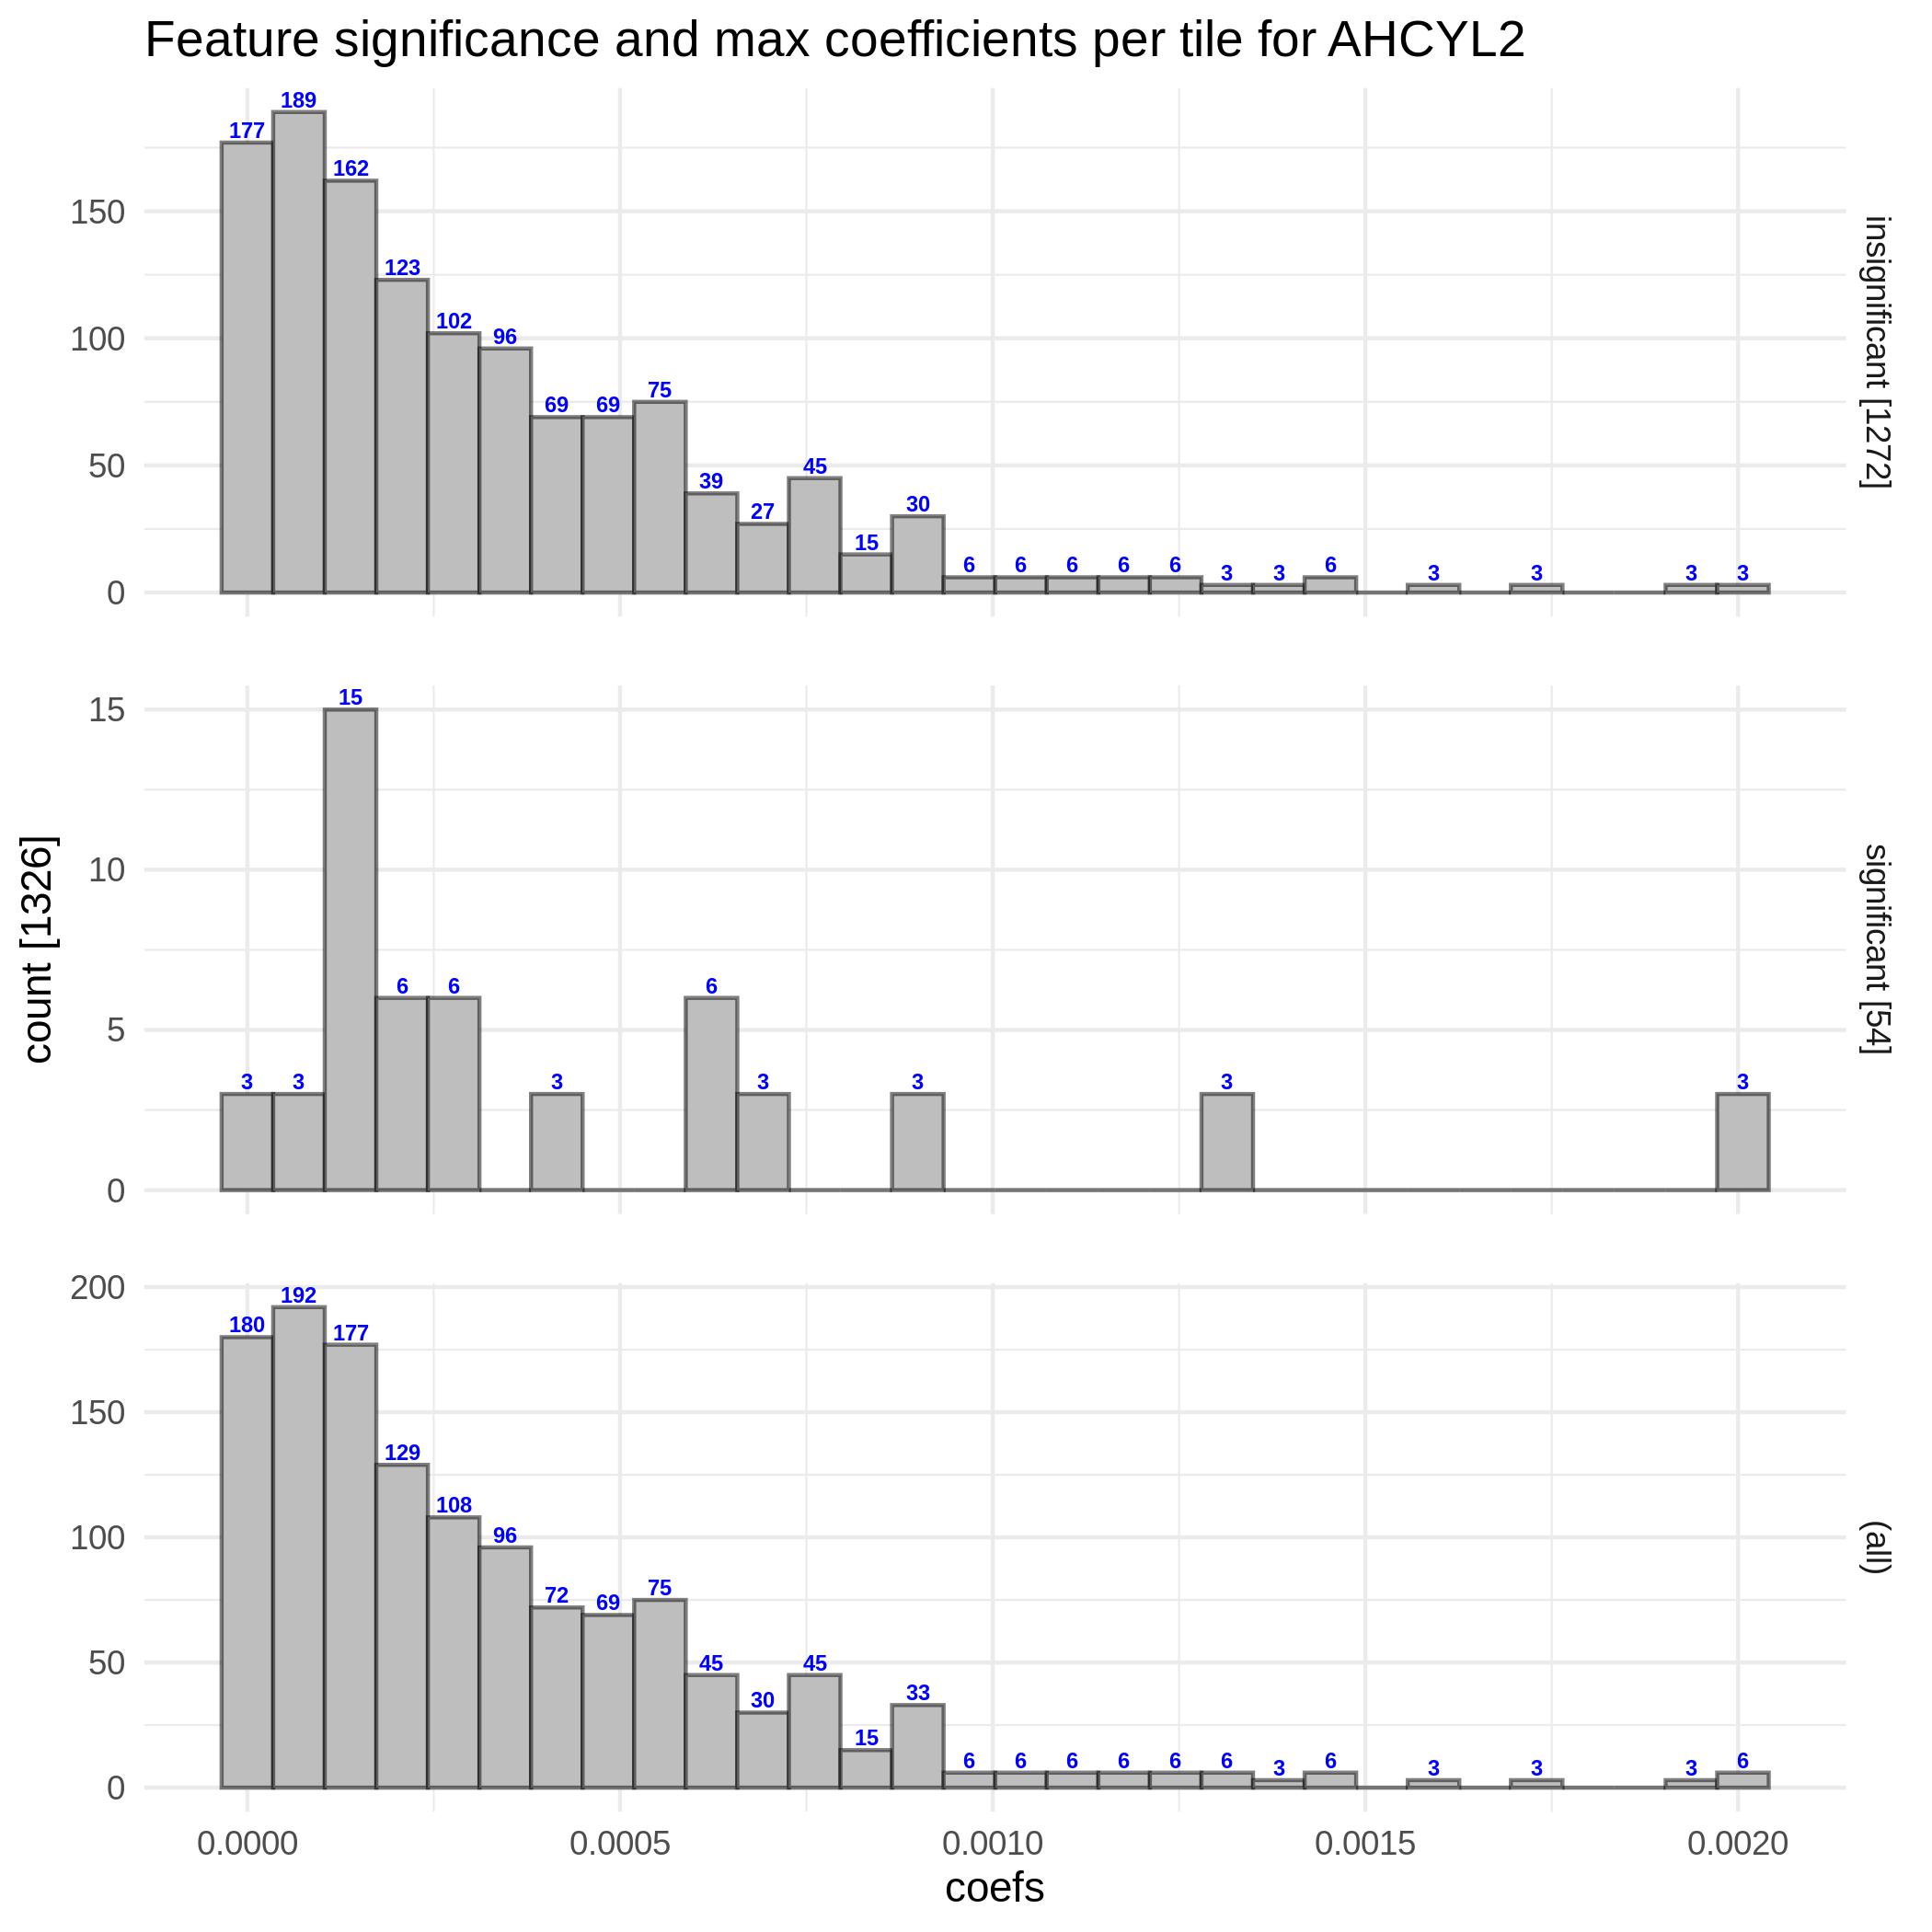 Feature significance and max coefficients per tile for AHCYL2
177 189 162 123 102 96 69 69 75 39 27 45 15 30 6 6 6 6 6 3 3 6 3 3 3 3
150
100
50
0
insignificant [1272]
3 3 15 6 6 3 6 3 3 3 3
15
10
5
0
significant [54]
count [1326]
180 192 177 129 108 96 72 69 75 45 30 45 15 33 6 6 6 6 6 6 3 6 3 3 3 6
200
150
100
50
0
(all)
0.0000 0.0005 0.0010 0.0015 0.0020
coefs